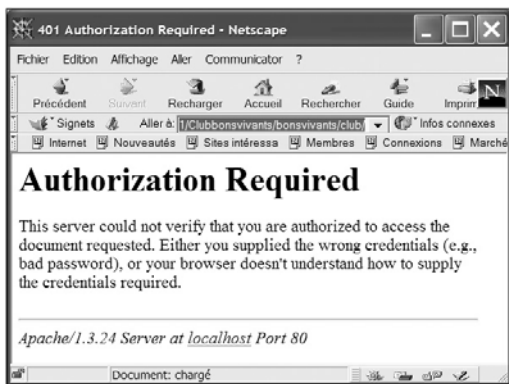 401 Authorization Required - Netscape
Fichier Edition Affichage Aller Communicator ?
Précédent Suivant Recharger Accueil Rechercher Guide Imprim N
Signets Aller à: 1/Clubbonsvivants/bonsvivants/club/ Infos connexes
Internet Nouveautés Sites intéressa Membres Connexions Marché
Authorization Required
This server could not verify that you are authorized to access the
document requested. Either you supplied the wrong credentials (e.g.,
bad password), or your browser doesn't understand how to supply
the credentials required.
Apache/1.3.24 Server at localhost Port 80
Document: chargé